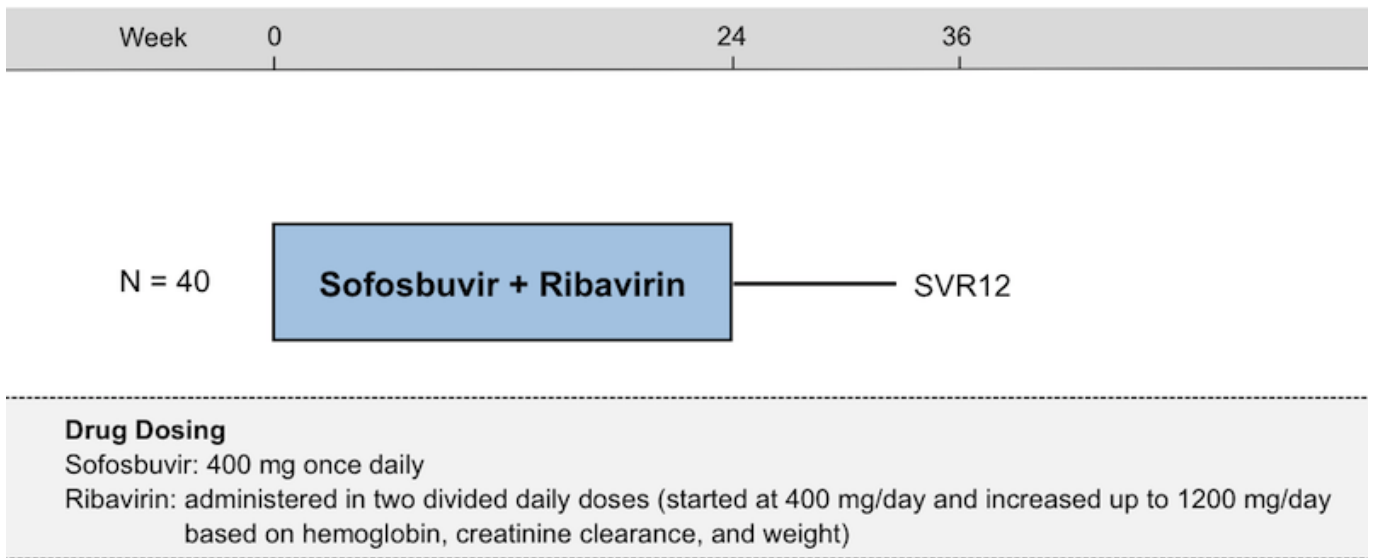 Week 0 24 36
N = 40 Sofosbuvir + Ribavirin SVR12
Drug Dosing
Sofosbuvir: 400 mg once daily
Ribavirin: administered in two divided daily doses (started at 400 mg/day and increased up to 1200 mg/day
based on hemoglobin, creatinine clearance, and weight)